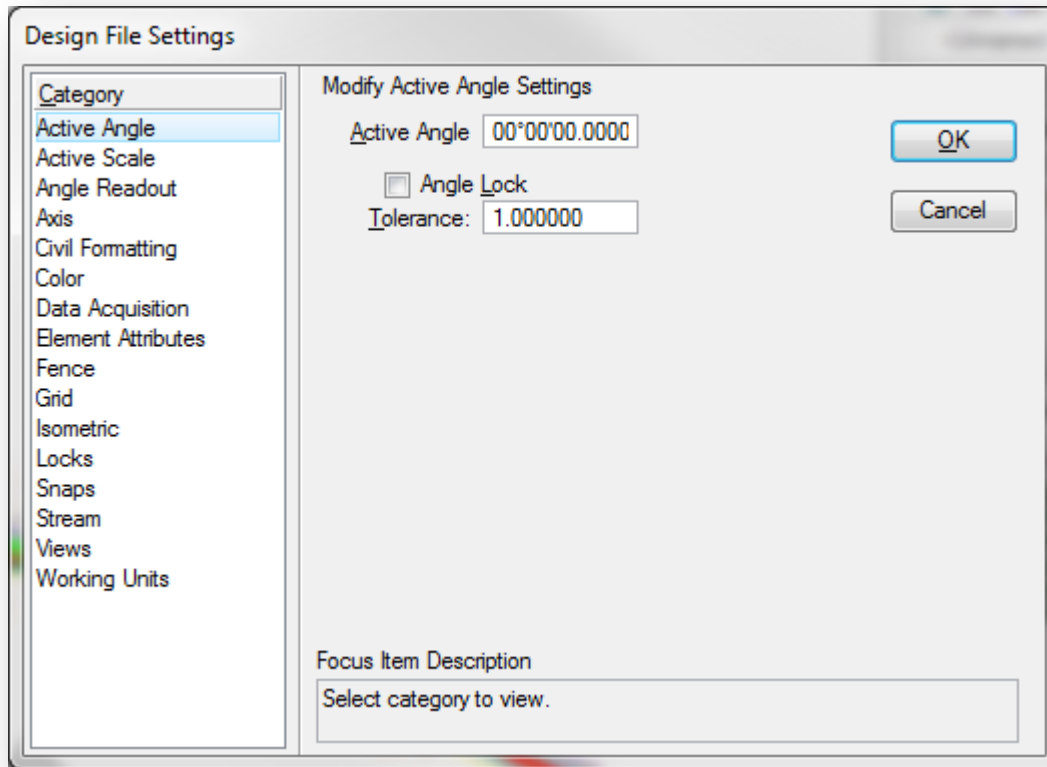 Design File Settings
Category
Active Angle
Active Scale
Angle Readout
Axis
Civil Formatting
Color
Data Acquisition
Element Attributes
Fence
Grid
Isometric
Locks
Snaps
Stream
Views
Working Units
Modify Active Angle Settings
Active Angle 00°00'00.0000
Angle Lock
Tolerance: 1.000000
OK
Cancel
Focus Item Description
Select category to view.